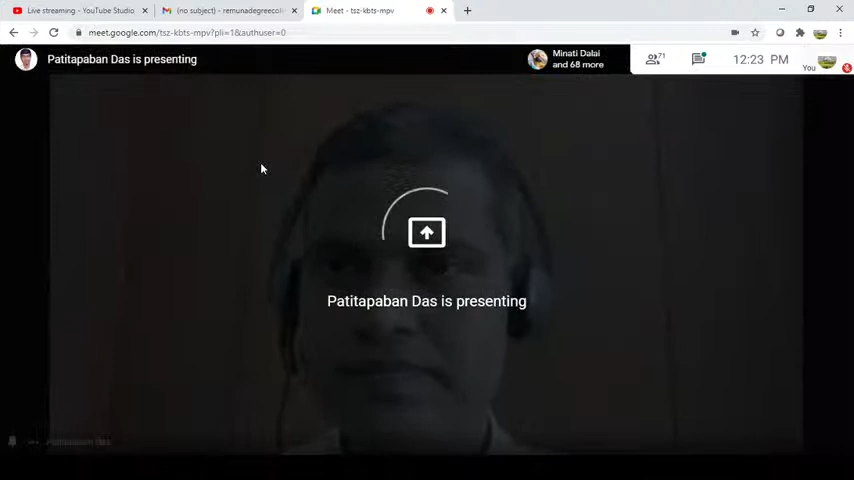 Live streaming - YouTube Studio
(no subject) - remunadegreecoll
Meet - tsz-kbts-mpv
meet.google.com/tsz-kbts-mpv?pli=1&authuser=0
Patitapaban Das is presenting
Minati Dalai
and 68 more
71
12:23 PM
You
Patitapaban Das is presenting
Patitapaban Das